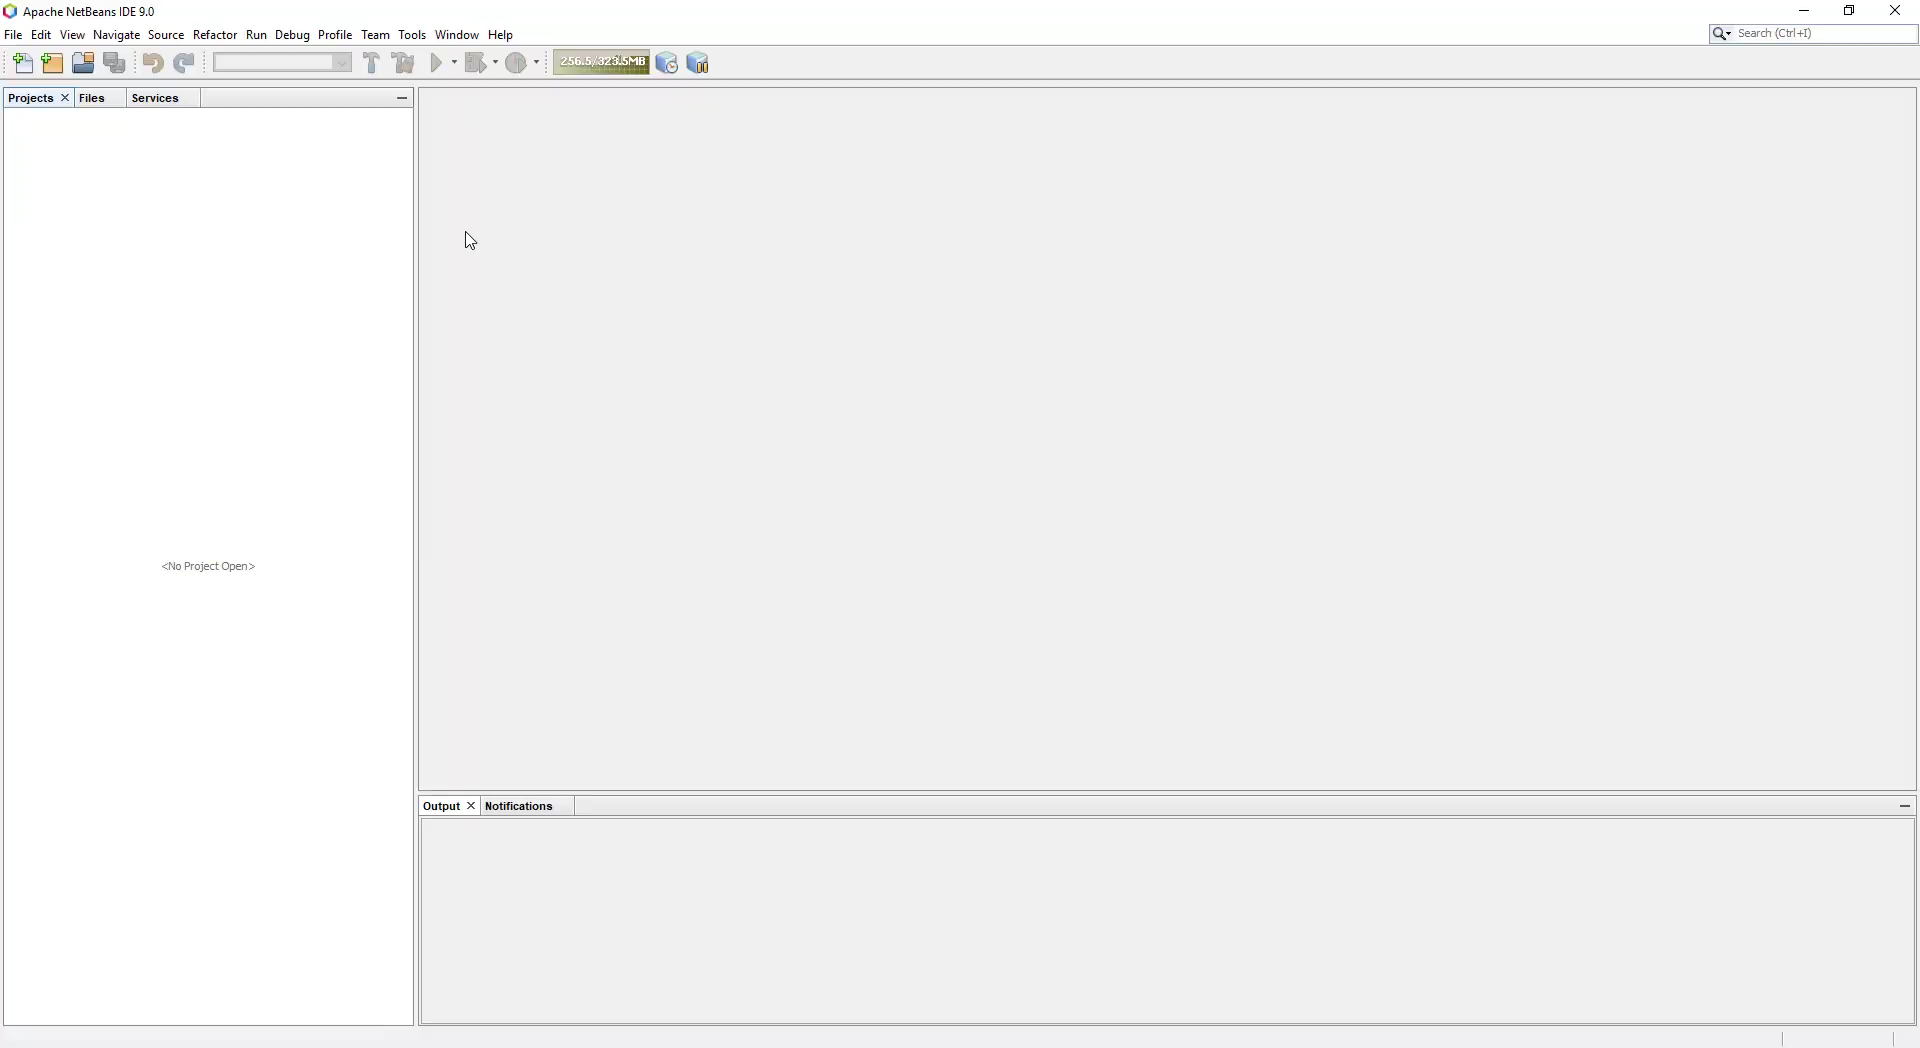 Apache NetBeans IDE 9.0
File Edit View Navigate Source Refactor Run Debug Profile Team Tools Window Help
Search (Ctrl+I)
256.5/323.5MB
Projects Files Services
<No Project Open>
Output Notifications